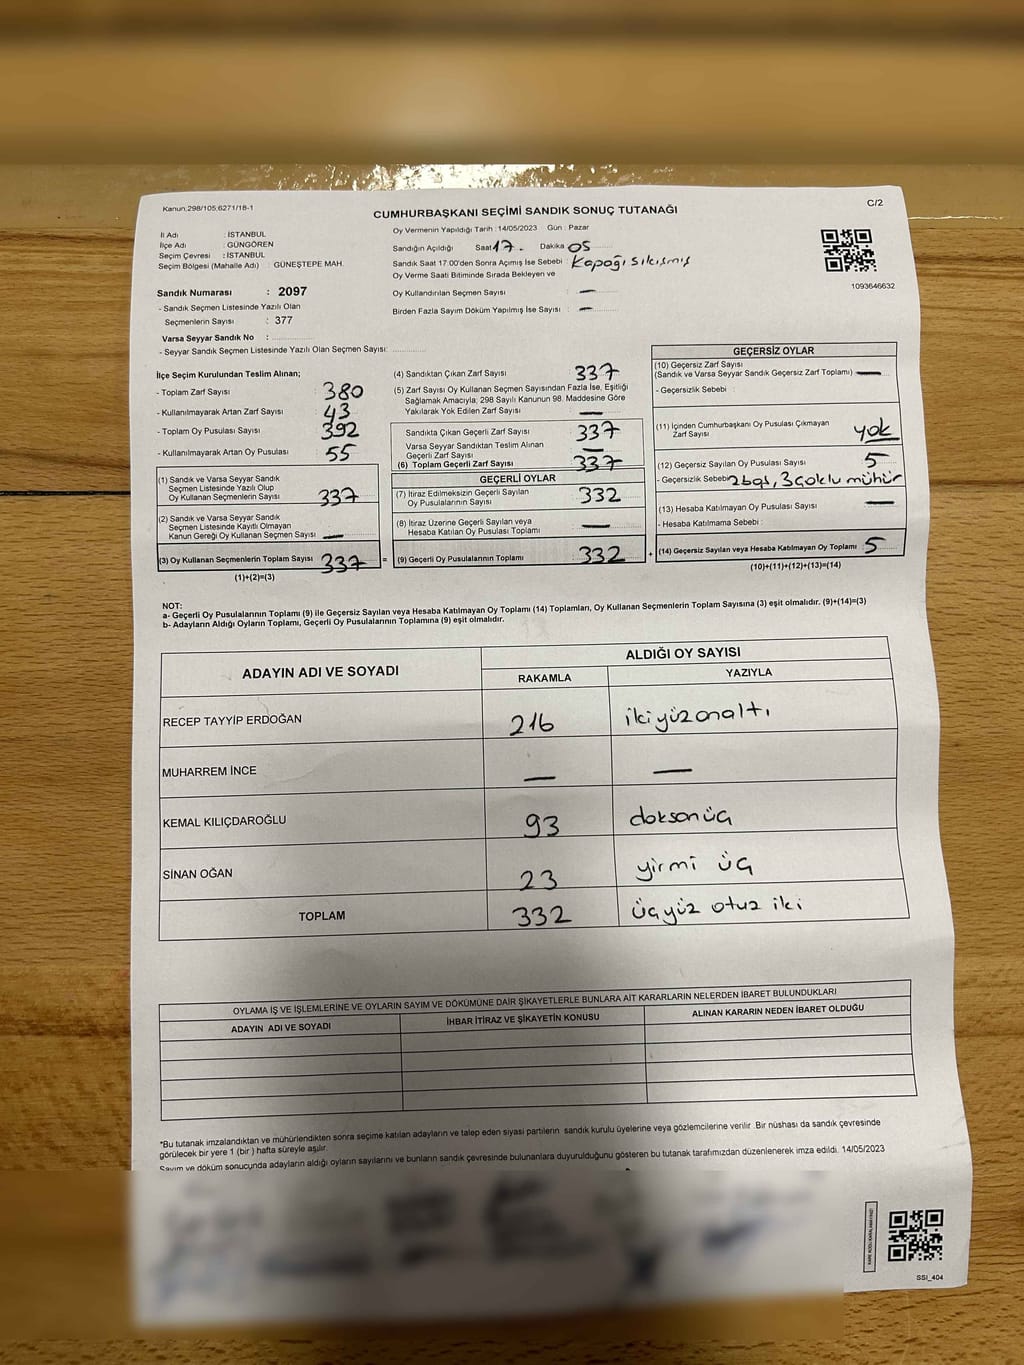 Kanun.298/105.6271/18-1
CUMHURBAŞKANI SEÇİMİ SANDIK SONUÇ TUTANAĞI
C/2
İl Adı : İSTANBUL
İlçe Adı : GÜNGÖREN
Seçim Çevresi : İSTANBUL
Seçim Bölgesi (Mahalle Adı) : GÜNEŞTEPE MAH.
Sandık Numarası : 2097
- Sandık Seçmen Listesinde Yazılı Olan
Seçmenlerin Sayısı : 377
Varsa Seyyar Sandık No :
- Seyyar Sandık Seçmen Listesinde Yazılı Olan Seçmen Sayısı:
Oy Vermenin Yapıldığı Tarih : 14/05/2023 Gün : Pazar
Sandığın Açıldığı Saat 17. Dakika 05
Sandık Saat 17:00'den Sonra Açımış İse Sebebi : Kapağı sıkışmış
Oy Verme Saati Bitiminde Sırada Bekleyen ve
Oy Kullandırılan Seçmen Sayısı : —
Birden Fazla Sayım Döküm Yapılmış İse Sayısı : —
1093646632
İlçe Seçim Kurulundan Teslim Alınan;
- Toplam Zarf Sayısı : 380
- Kullanılmayarak Artan Zarf Sayısı : 43
- Toplam Oy Pusulası Sayısı : 392
- Kullanılmayarak Artan Oy Pusulası : 55
(1) Sandık ve Varsa Seyyar Sandık
Seçmen Listesinde Yazılı Olup
Oy Kullanan Seçmenlerin Sayısı : 337
(2) Sandık ve Varsa Seyyar Sandık
Seçmen Listesinde Kayıtlı Olmayan
Kanun Gereği Oy Kullanan Seçmen Sayısı : —
(3) Oy Kullanan Seçmenlerin Toplam Sayısı : 337
(1)+(2)=(3)
(4) Sandıktan Çıkan Zarf Sayısı : 337
(5) Zarf Sayısı Oy Kullanan Seçmen Sayısından Fazla İse, Eşitliği
Sağlamak Amacıyla; 298 Sayılı Kanunun 98. Maddesine Göre
Yakılarak Yok Edilen Zarf Sayısı : —
Sandıkta Çıkan Geçerli Zarf Sayısı : 337
Varsa Seyyar Sandıktan Teslim Alınan
Geçerli Zarf Sayısı : —
(6) Toplam Geçerli Zarf Sayısı : 337
GEÇERLİ OYLAR
(7) İtiraz Edilmeksizin Geçerli Sayılan
Oy Pusulalarının Sayısı : 332
(8) İtiraz Üzerine Geçerli Sayılan veya
Hesaba Katılan Oy Pusulası Toplamı : —
= (9) Geçerli Oy Pusulalarının Toplamı : 332 +
GEÇERSİZ OYLAR
(10) Geçersiz Zarf Sayısı
(Sandık ve Varsa Seyyar Sandık Geçersiz Zarf Toplamı) : —
- Geçersizlik Sebebi :
(11) İçinden Cumhurbaşkanı Oy Pusulası Çıkmayan
Zarf Sayısı : yok
(12) Geçersiz Sayılan Oy Pusulası Sayısı : 5
- Geçersizlik Sebebi : 2 boş, 3 çoklu mühür
(13) Hesaba Katılmayan Oy Pusulası Sayısı : —
- Hesaba Katılmama Sebebi :
(14) Geçersiz Sayılan veya Hesaba Katılmayan Oy Toplamı : 5
(10)+(11)+(12)+(13)=(14)
NOT:
a- Geçerli Oy Pusulalarının Toplamı (9) ile Geçersiz Sayılan veya Hesaba Katılmayan Oy Toplamı (14) Toplamları, Oy Kullanan Seçmenlerin Toplam Sayısına (3) eşit olmalıdır. (9)+(14)=(3)
b- Adayların Aldığı Oyların Toplamı, Geçerli Oy Pusulalarının Toplamına (9) eşit olmalıdır.
ADAYIN ADI VE SOYADI
ALDIĞI OY SAYISI
RAKAMLA YAZIYLA
RECEP TAYYİP ERDOĞAN 216 ikiyüzonaltı
MUHARREM İNCE — —
KEMAL KILIÇDAROĞLU 93 doksanüç
SİNAN OĞAN 23 yirmi üç
TOPLAM 332 üçyüz otuz iki
OYLAMA İŞ VE İŞLEMLERİNE VE OYLARIN SAYIM VE DÖKÜMÜNE DAİR ŞİKAYETLERLE BUNLARA AİT KARARLARIN NELERDEN İBARET BULUNDUKLARI
ADAYIN ADI VE SOYADI İHBAR İTİRAZ VE ŞİKAYETİN KONUSU ALINAN KARARIN NEDEN İBARET OLDUĞU
*Bu tutanak imzalandıktan ve mühürlendikten sonra seçime katılan adayların ve talep eden siyasi partilerin sandık kurulu üyelerine veya gözlemcilerine verilir .Bir nüshası da sandık çevresinde
görülecek bir yere 1 (bir ) hafta süreyle aşılır.
Sayım ve döküm sonucunda adayların aldığı oyların sayılarını ve bunların sandık çevresinde bulunanlara duyurulduğunu gösteren bu tutanak tarafımızdan düzenlenerek imza edildi. 14/05/2023
SSI_404